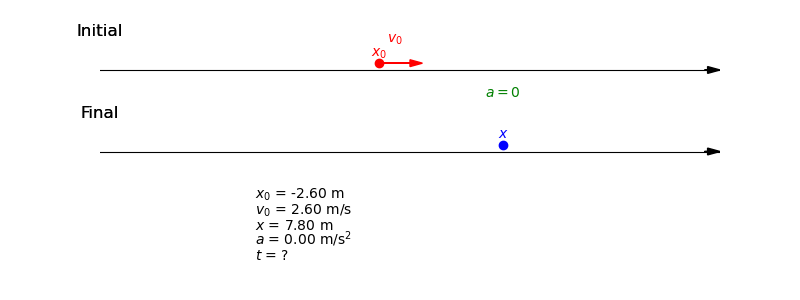 Initial
v₀
x₀
a = 0
Final
x
x₀ = -2.60 m
v₀ = 2.60 m/s
x = 7.80 m
a = 0.00 m/s²
t = ?